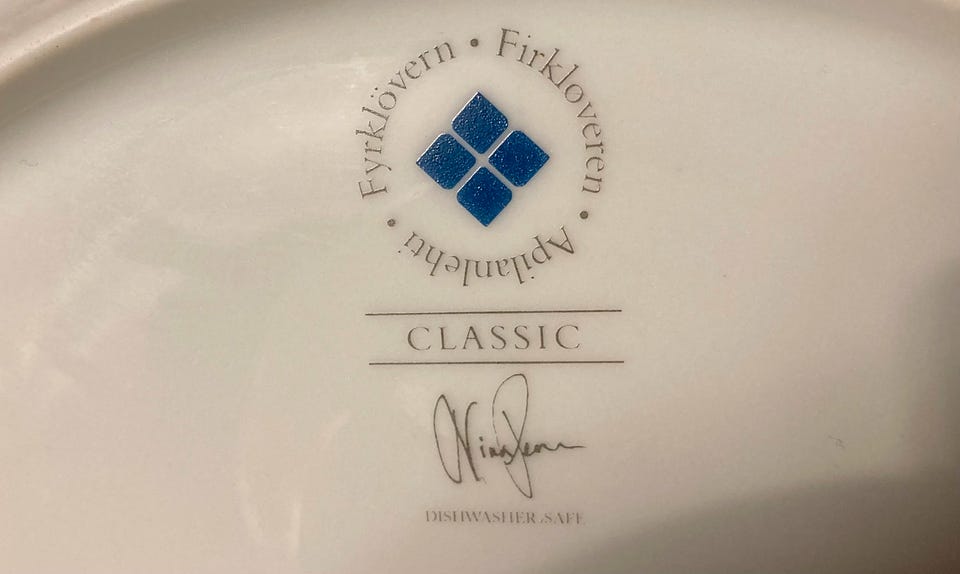 Fyrklövern • Firkloveren • Apilanlehti •
CLASSIC
DISHWASHER SAFE